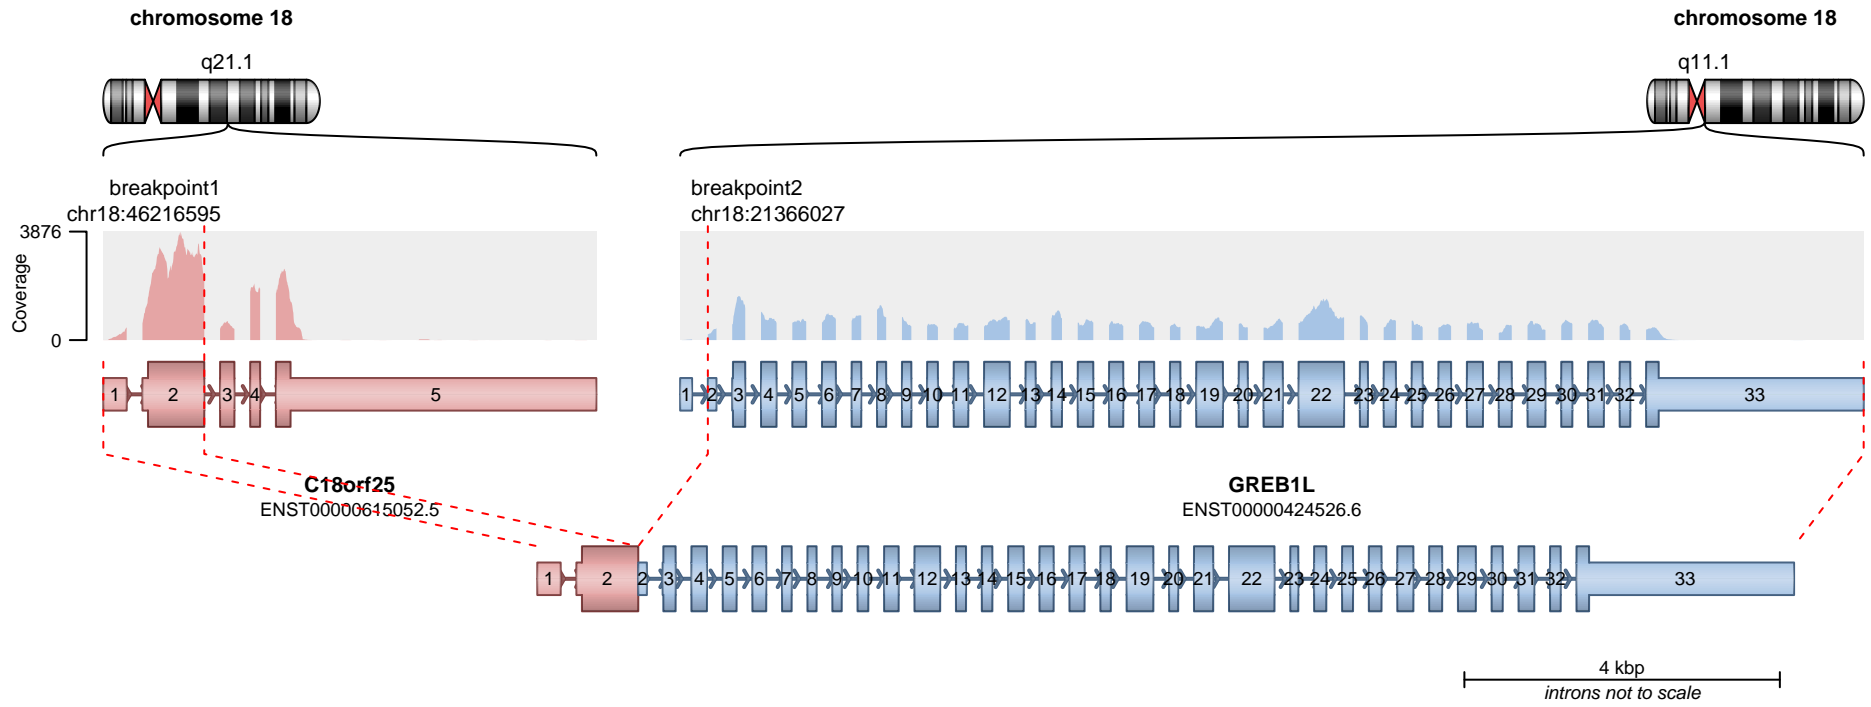 chromosome 18
chromosome 18
q21.1
q11.1
breakpoint1
chr18:46216595
breakpoint2
chr18:21366027
3876
Coverage
0
1 2 3 4 5
1 2 3 4 5 6 7 8 9 10 11 12 13 14 15 16 17 18 19 20 21 22 23 24 25 26 27 28 29 30 31 32 33
C18orf25
ENST00000615052.5
GREB1L
ENST00000424526.6
1 2 2 3 4 5 6 7 8 9 10 11 12 13 14 15 16 17 18 19 20 21 22 23 24 25 26 27 28 29 30 31 32 33
4 kbp
introns not to scale